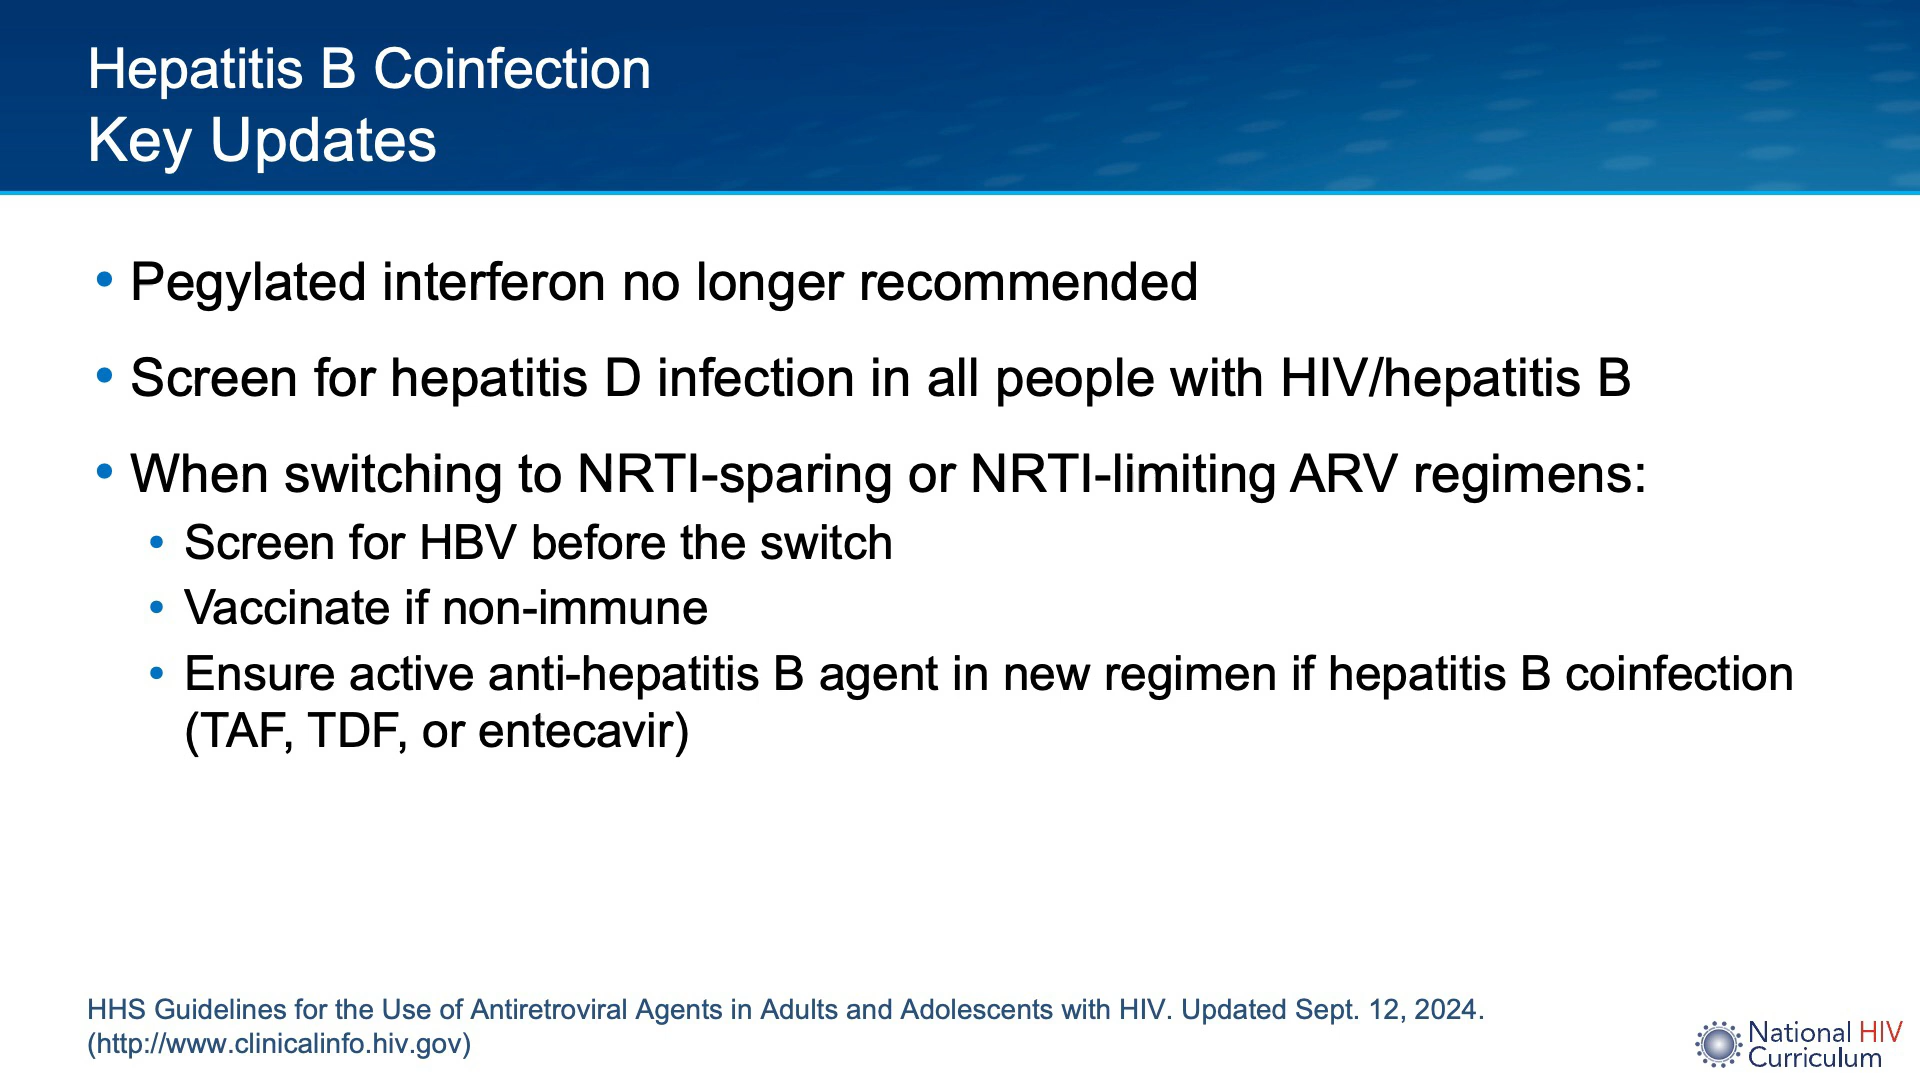 Hepatitis B Coinfection
Key Updates
• Pegylated interferon no longer recommended
• Screen for hepatitis D infection in all people with HIV/hepatitis B
• When switching to NRTI-sparing or NRTI-limiting ARV regimens:
• Screen for HBV before the switch
• Vaccinate if non-immune
• Ensure active anti-hepatitis B agent in new regimen if hepatitis B coinfection
(TAF, TDF, or entecavir)
HHS Guidelines for the Use of Antiretroviral Agents in Adults and Adolescents with HIV. Updated Sept. 12, 2024.
(http://www.clinicalinfo.hiv.gov)
National HIV
Curriculum